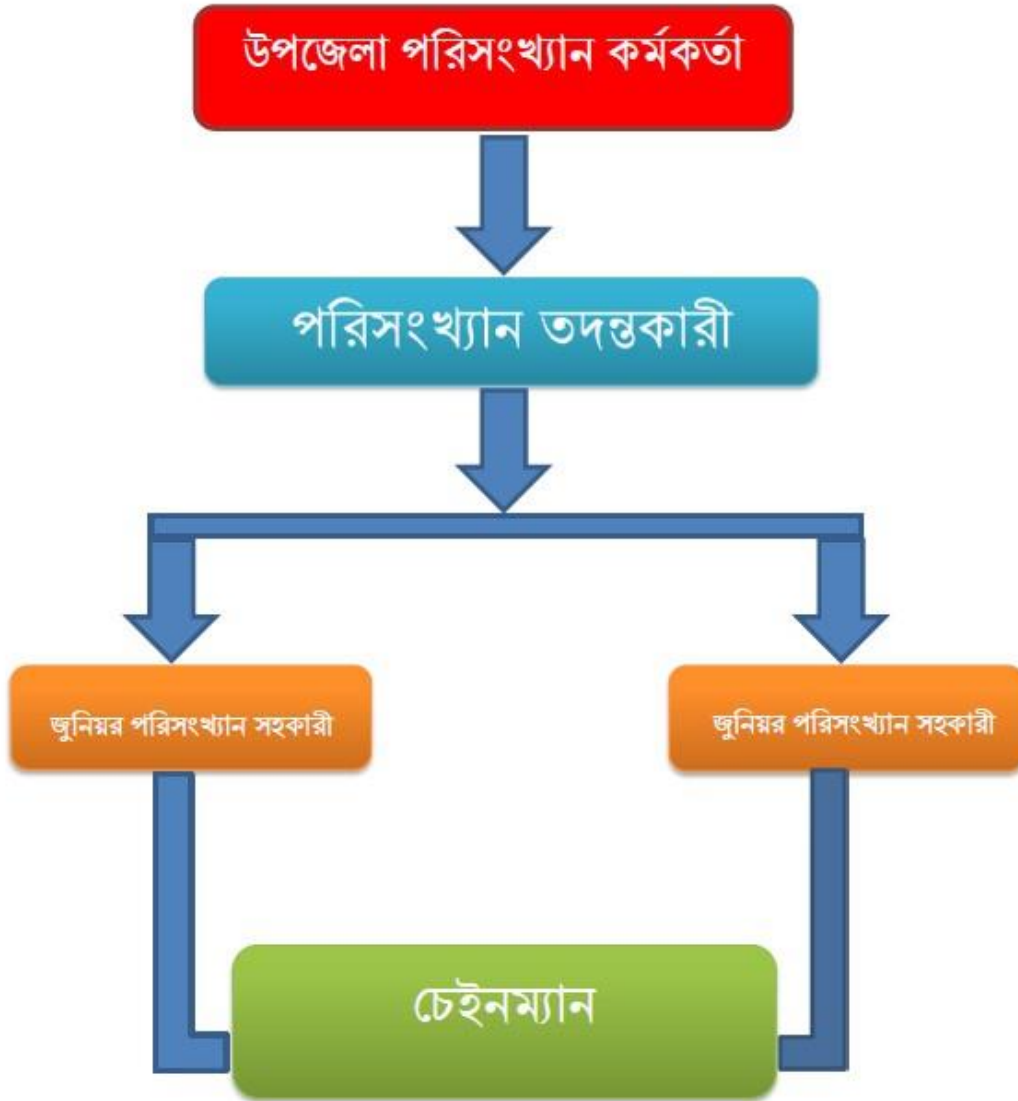 উপজেলা পরিসংখ্যান কর্মকর্তা
পরিসংখ্যান তদন্তকারী
জুনিয়র পরিসংখ্যান সহকারী
জুনিয়র পরিসংখ্যান সহকারী
চেইনম্যান